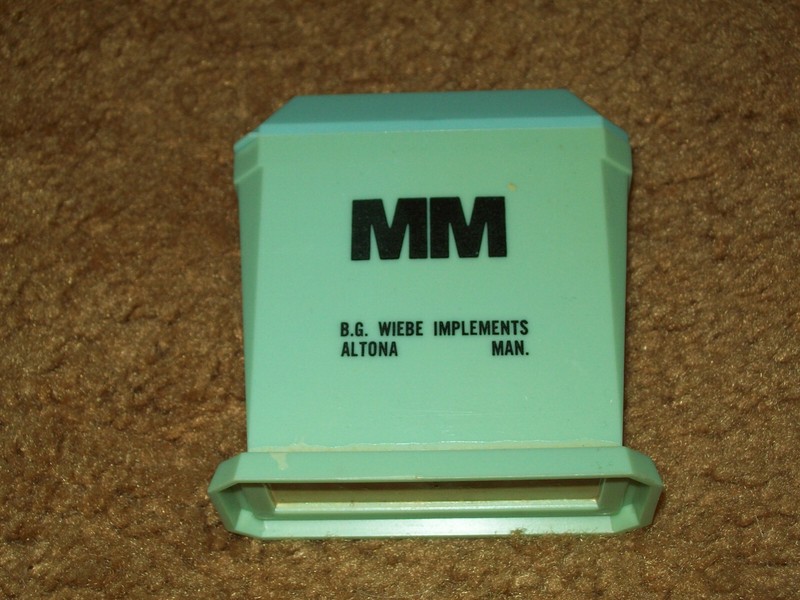 MM
B.G. WIEBE IMPLEMENTS
ALTONA MAN.